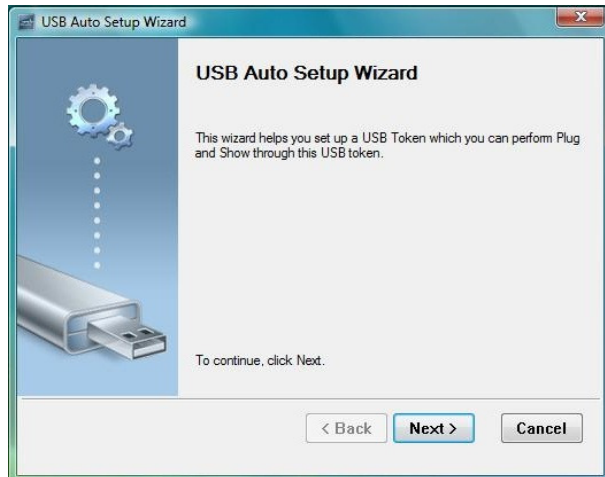 USB Auto Setup Wizard
USB Auto Setup Wizard
This wizard helps you set up a USB Token which you can perform Plug
and Show through this USB token.
To continue, click Next.
< Back Next > Cancel